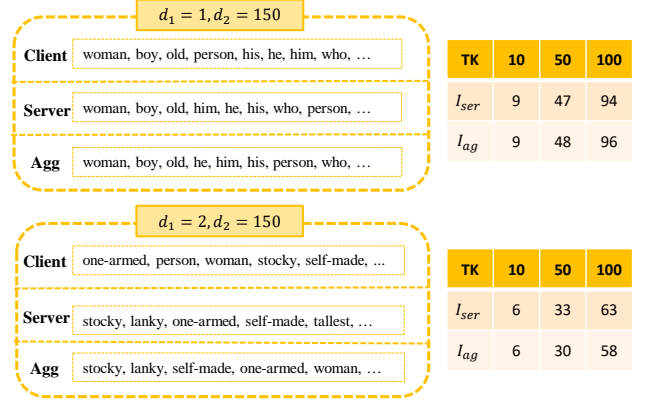 d₁ = 1, d₂ = 150
Client woman, boy, old, person, his, he, him, who, …
Server woman, boy, old, him, he, his, who, person, …
Agg woman, boy, old, he, him, his, person, who, …
TK 10 50 100
I_ser 9 47 94
I_ag 9 48 96
d₁ = 2, d₂ = 150
Client one-armed, person, woman, stocky, self-made, ...
Server stocky, lanky, one-armed, self-made, tallest, …
Agg stocky, lanky, self-made, one-armed, woman, …
TK 10 50 100
I_ser 6 33 63
I_ag 6 30 58